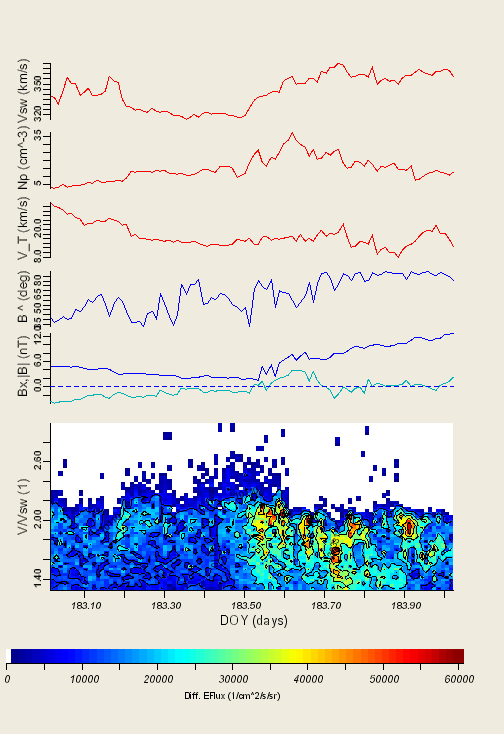 Vsw (km/s)
350
320
Np (cm^-3)
35
5
V_T (km/s)
20.0
8.0
B ^ (deg)
80
65
50
35
Bx,|B| (nT)
12.0
6.0
0.0
V/Vsw (1)
2.60
2.00
1.40
183.10 183.30 183.50 183.70 183.90
DOY (days)
0 10000 20000 30000 40000 50000 60000
Diff. EFlux (1/cm^2/s/sr)